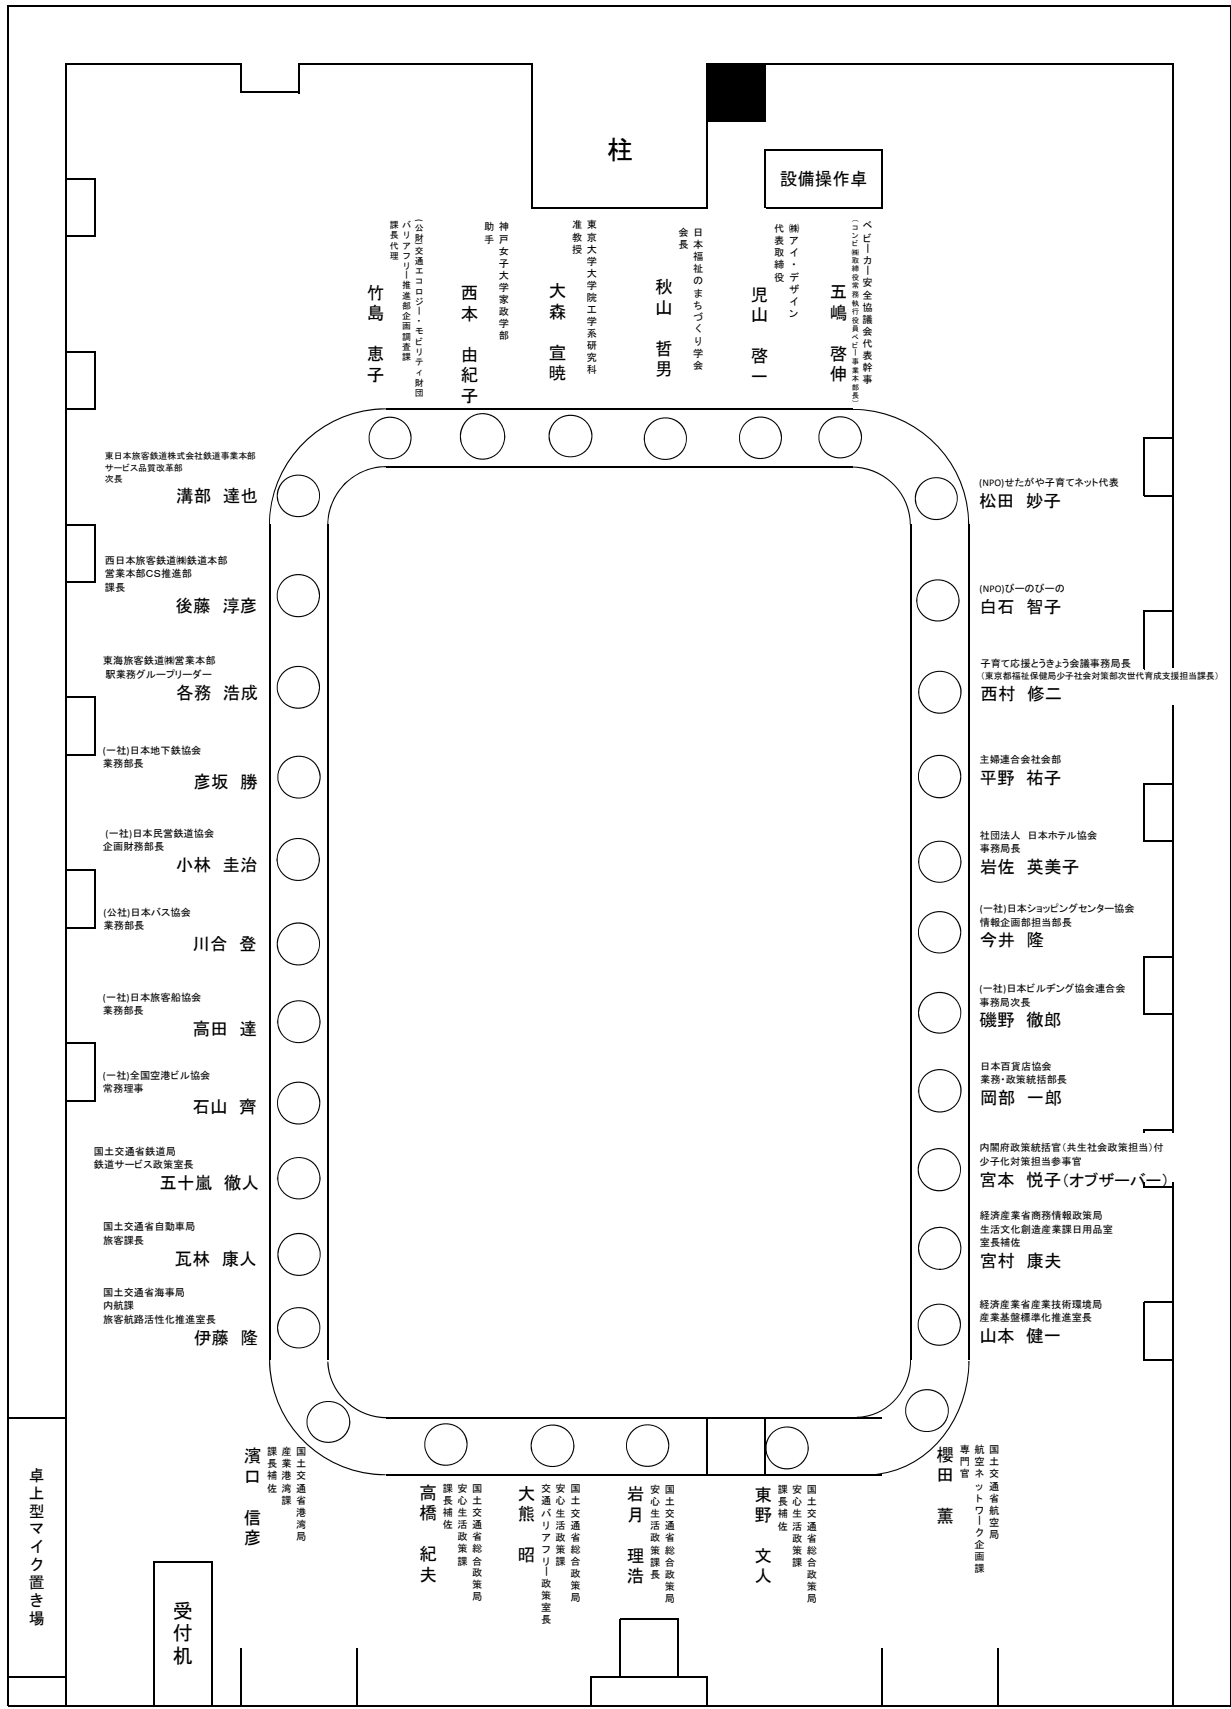 柱
設備操作卓
(公財)交通エコロジー・モビリティ財団
バリアフリー推進部企画調査課
課長代理
竹島 恵子
神戸女子大学家政学部
助手
西本 由紀子
東京大学大学院工学系研究科
准教授
大森 宣暁
日本福祉のまちづくり学会
会長
秋山 哲男
㈱アイ・デザイン
代表取締役
児山 啓一
ベビーカー安全協議会代表幹事
(コンビ㈱取締役常務執行役員ベビー事業本部長)
五嶋 啓伸
東日本旅客鉄道株式会社鉄道事業本部
サービス品質改革部
次長
溝部 達也
西日本旅客鉄道㈱鉄道本部
営業本部CS推進部
課長
後藤 淳彦
東海旅客鉄道㈱営業本部
駅業務グループリーダー
各務 浩成
(一社)日本地下鉄協会
業務部長
彦坂 勝
(一社)日本民営鉄道協会
企画財務部長
小林 圭治
(公社)日本バス協会
業務部長
川合 登
(一社)日本旅客船協会
業務部長
高田 達
(一社)全国空港ビル協会
常務理事
石山 齊
国土交通省鉄道局
鉄道サービス政策室長
五十嵐 徹人
国土交通省自動車局
旅客課長
瓦林 康人
国土交通省海事局
内航課
旅客航路活性化推進室長
伊藤 隆
(NPO)せたがや子育てネット代表
松田 妙子
(NPO)びーのびーの
白石 智子
子育て応援とうきょう会議事務局長
(東京都福祉保健局少子社会対策部次世代育成支援担当課長)
西村 修二
主婦連合会社会部
平野 祐子
社団法人 日本ホテル協会
事務局長
岩佐 英美子
(一社)日本ショッピングセンター協会
情報企画部担当部長
今井 隆
(一社)日本ビルヂング協会連合会
事務局次長
磯野 徹郎
日本百貨店協会
業務・政策統括部長
岡部 一郎
内閣府政策統括官(共生社会政策担当)付
少子化対策担当参事官
宮本 悦子(オブザーバー)
経済産業省商務情報政策局
生活文化創造産業課日用品室
室長補佐
宮村 康夫
経済産業省産業技術環境局
産業基盤標準化推進室長
山本 健一
国土交通省港湾局
産業港湾課
課長補佐
濱口 信彦
国土交通省総合政策局
安心生活政策課
課長補佐
高橋 紀夫
国土交通省総合政策局
安心生活政策課
交通バリアフリー政策室長
大熊 昭
国土交通省総合政策局
安心生活政策課長
岩月 理浩
国土交通省総合政策局
安心生活政策課
課長補佐
東野 文人
国土交通省航空局
航空ネットワーク企画課
専門官
櫻田 薫
卓上型マイク置き場
受付机